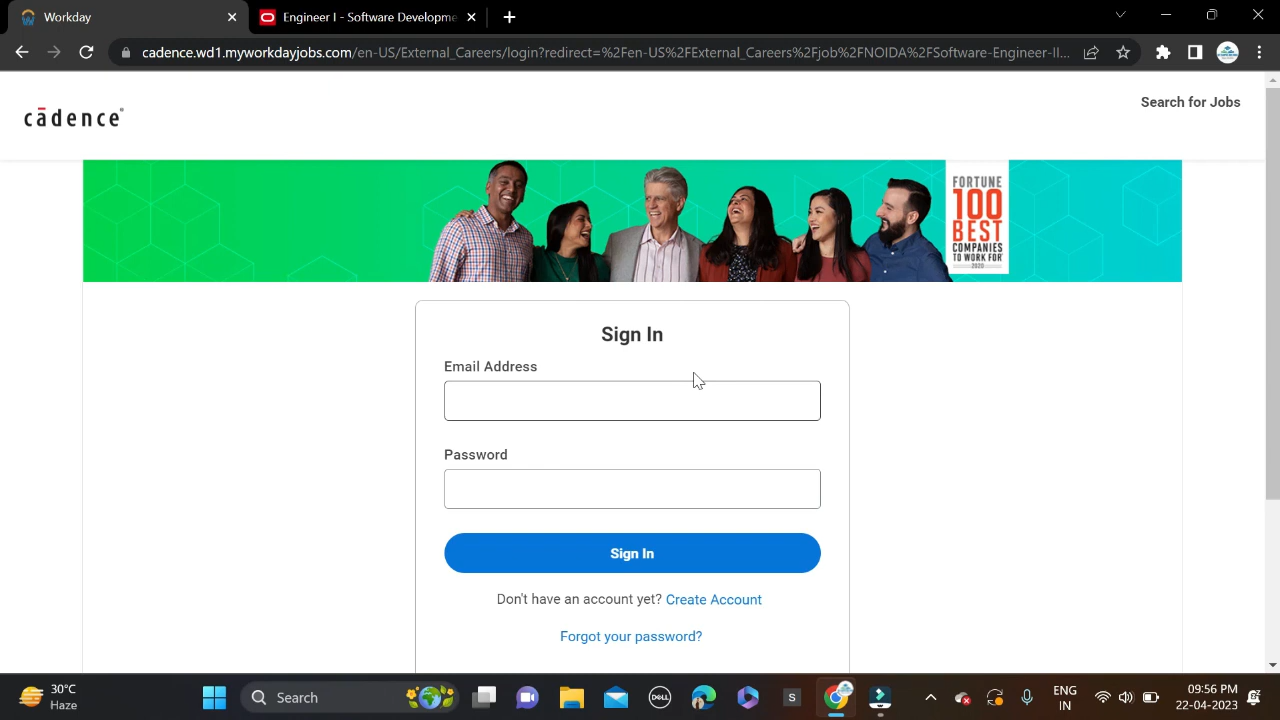 Workday
Engineer I - Software Developme
cadence.wd1.myworkdayjobs.com/en-US/External_Careers/login?redirect=%2Fen-US%2FExternal_Careers%2Fjob%2FNOIDA%2FSoftware-Engineer-II...
cādence®
Search for Jobs
FORTUNE
100
BEST
COMPANIES
TO WORK FOR®
2020
Sign In
Email Address
Password
Sign In
Don't have an account yet? Create Account
Forgot your password?
30°C
Haze
Search
DELL
S
ENG
IN
09:56 PM
22-04-2023